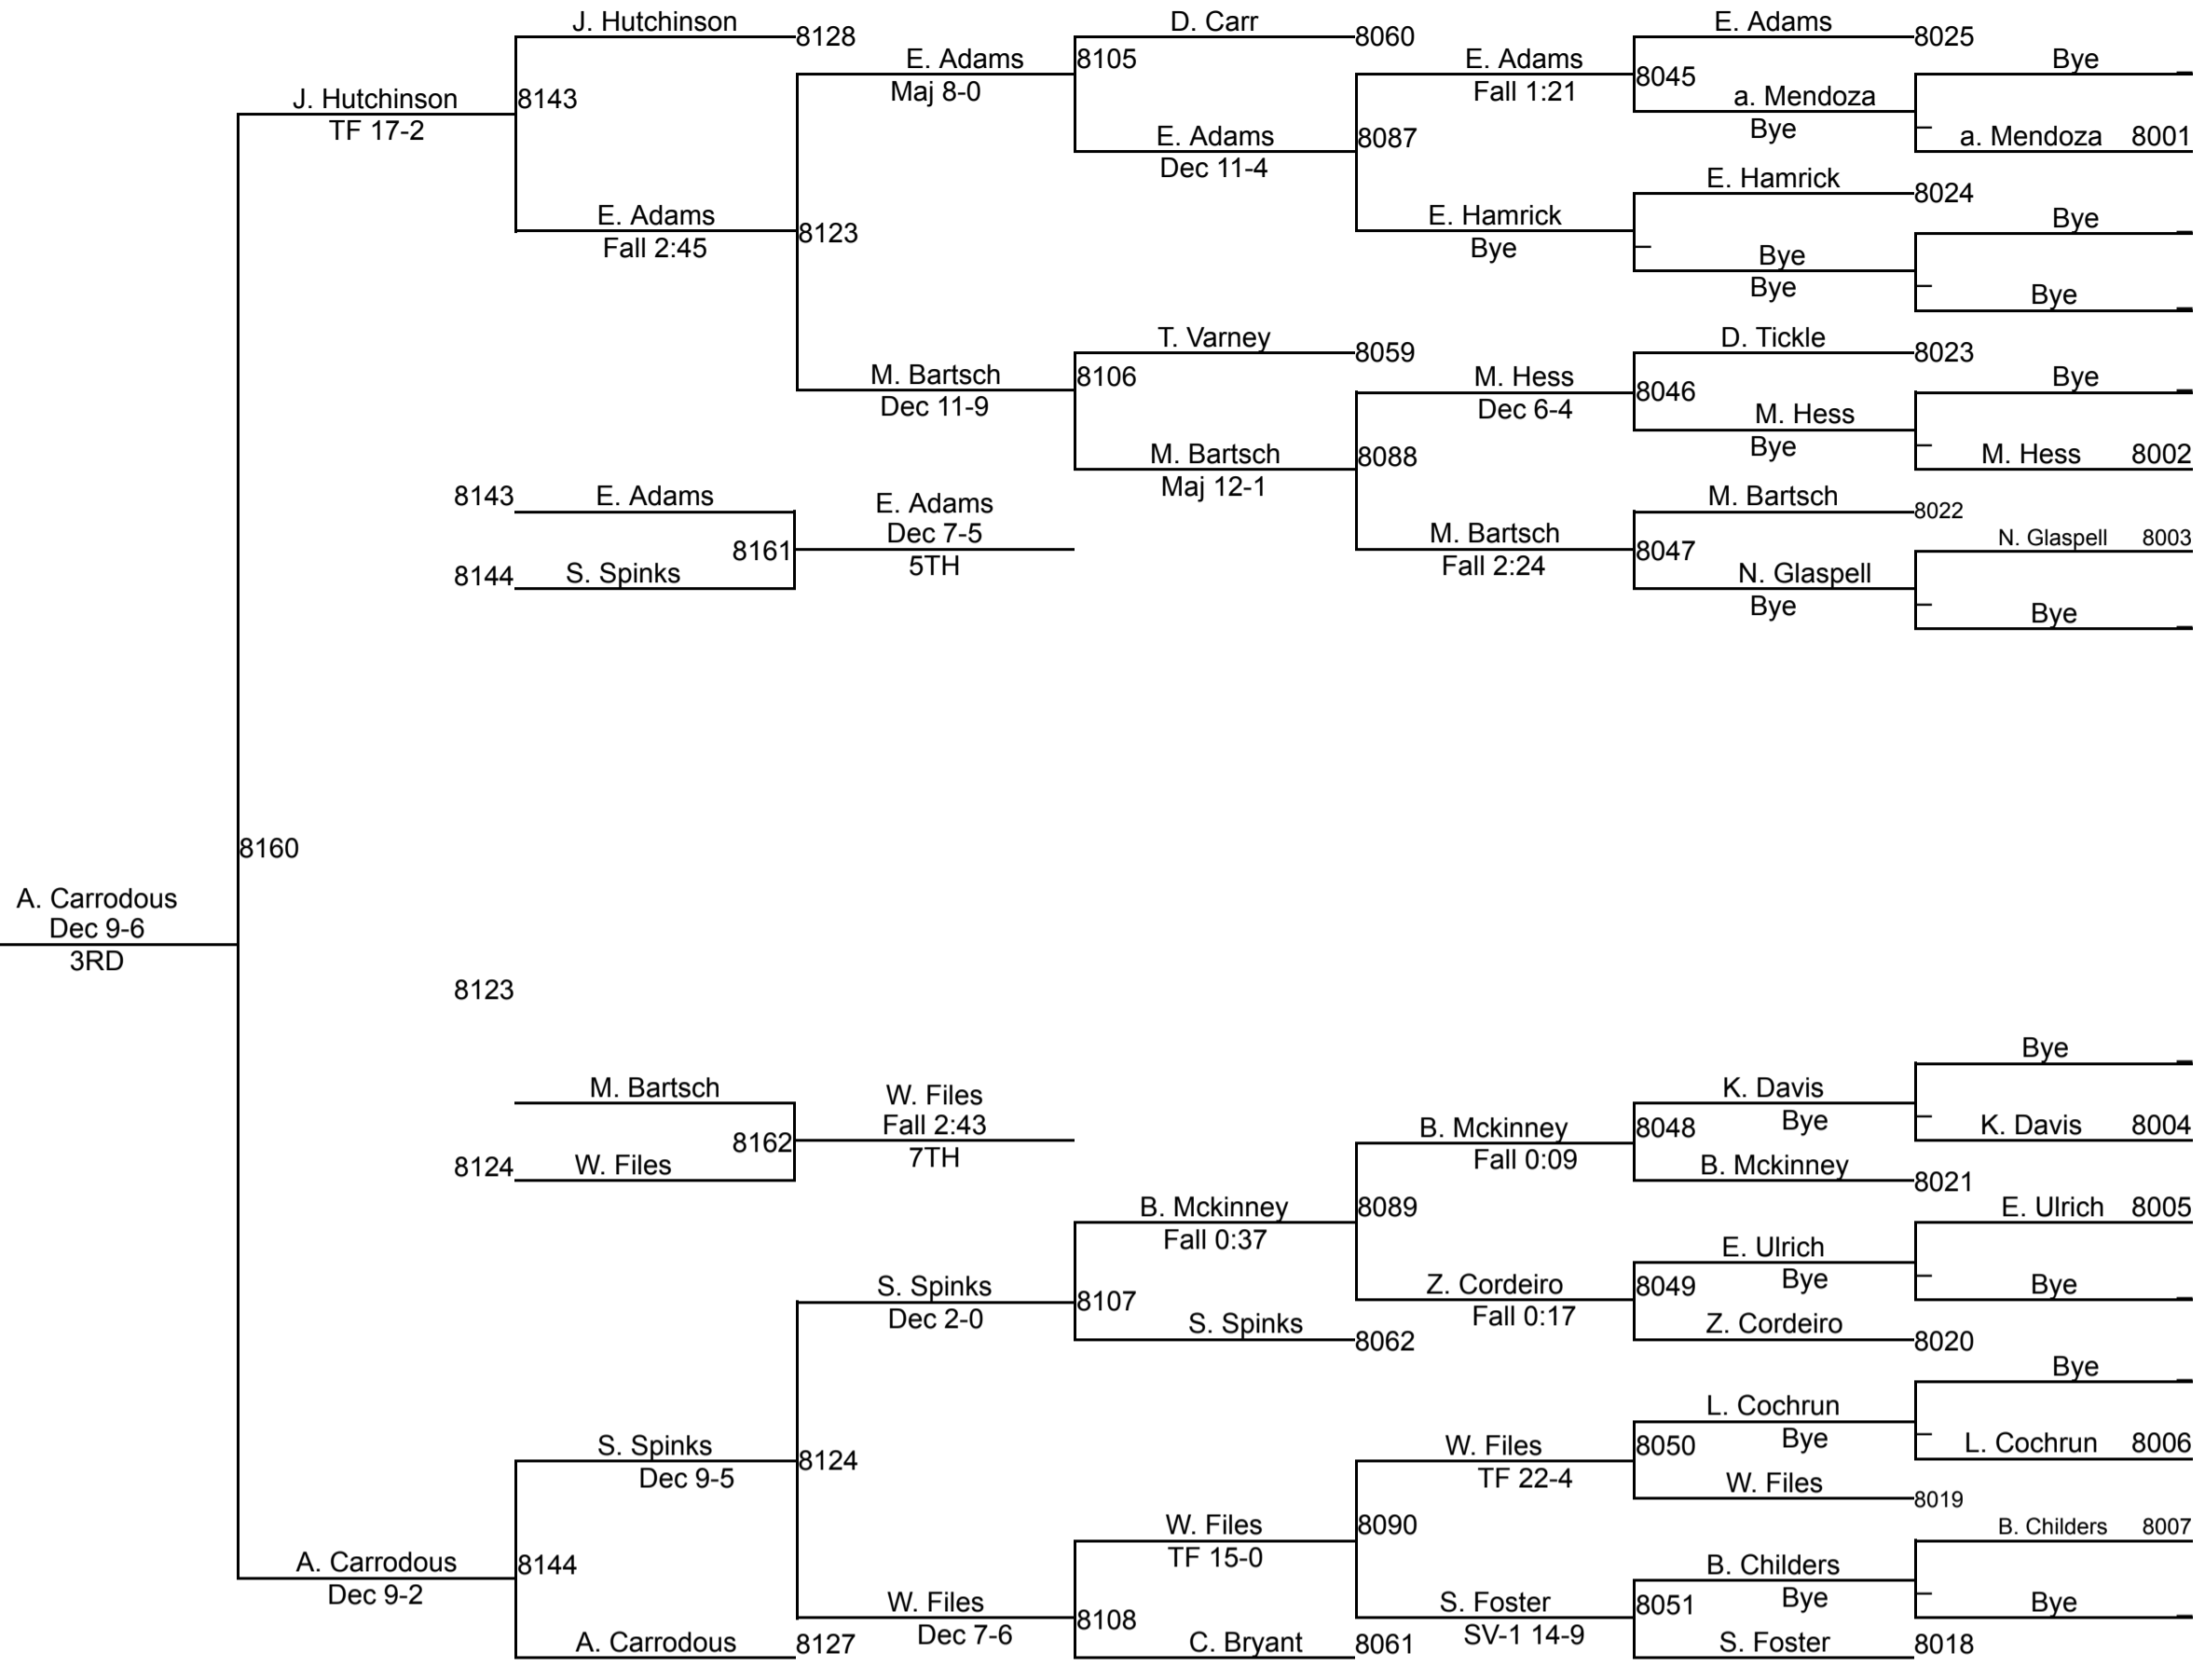 J. Hutchinson 8128 D. Carr 8060 E. Adams 8025
E. Adams 8105 E. Adams Bye
J. Hutchinson 8143 Maj 8-0 Fall 1:21 8045 a. Mendoza
TF 17-2 E. Adams 8087 Bye a. Mendoza 8001
Dec 11-4
E. Hamrick 8024
E. Adams 8123 E. Hamrick Bye
Fall 2:45 Bye Bye
Bye Bye
T. Varney 8059 D. Tickle 8023
M. Bartsch 8106 M. Hess 8046 Bye
Dec 11-9 Dec 6-4 M. Hess
M. Bartsch 8088 Bye M. Hess 8002
Maj 12-1
8143 E. Adams E. Adams M. Bartsch 8022
Dec 7-5 M. Bartsch 8047 N. Glaspell 8003
8161 5TH Fall 2:24 N. Glaspell
8144 S. Spinks Bye Bye
8160
A. Carrodous
Dec 9-6
3RD
8123
Bye
M. Bartsch W. Files K. Davis
Fall 2:43 B. Mckinney 8048 Bye K. Davis 8004
8162 7TH Fall 0:09
8124 W. Files B. Mckinney 8021
B. Mckinney 8089 E. Ulrich 8005
Fall 0:37 E. Ulrich
S. Spinks 8107 Z. Cordeiro 8049 Bye Bye
Dec 2-0 S. Spinks 8062 Fall 0:17 Z. Cordeiro 8020
Bye
L. Cochrun
S. Spinks 8124 W. Files 8050 Bye L. Cochrun 8006
Dec 9-5 TF 22-4 W. Files 8019
W. Files 8090 B. Childers 8007
A. Carrodous 8144 TF 15-0 B. Childers
Dec 9-2 W. Files 8108 S. Foster 8051 Bye Bye
Dec 7-6 SV-1 14-9
A. Carrodous 8127 C. Bryant 8061 S. Foster 8018